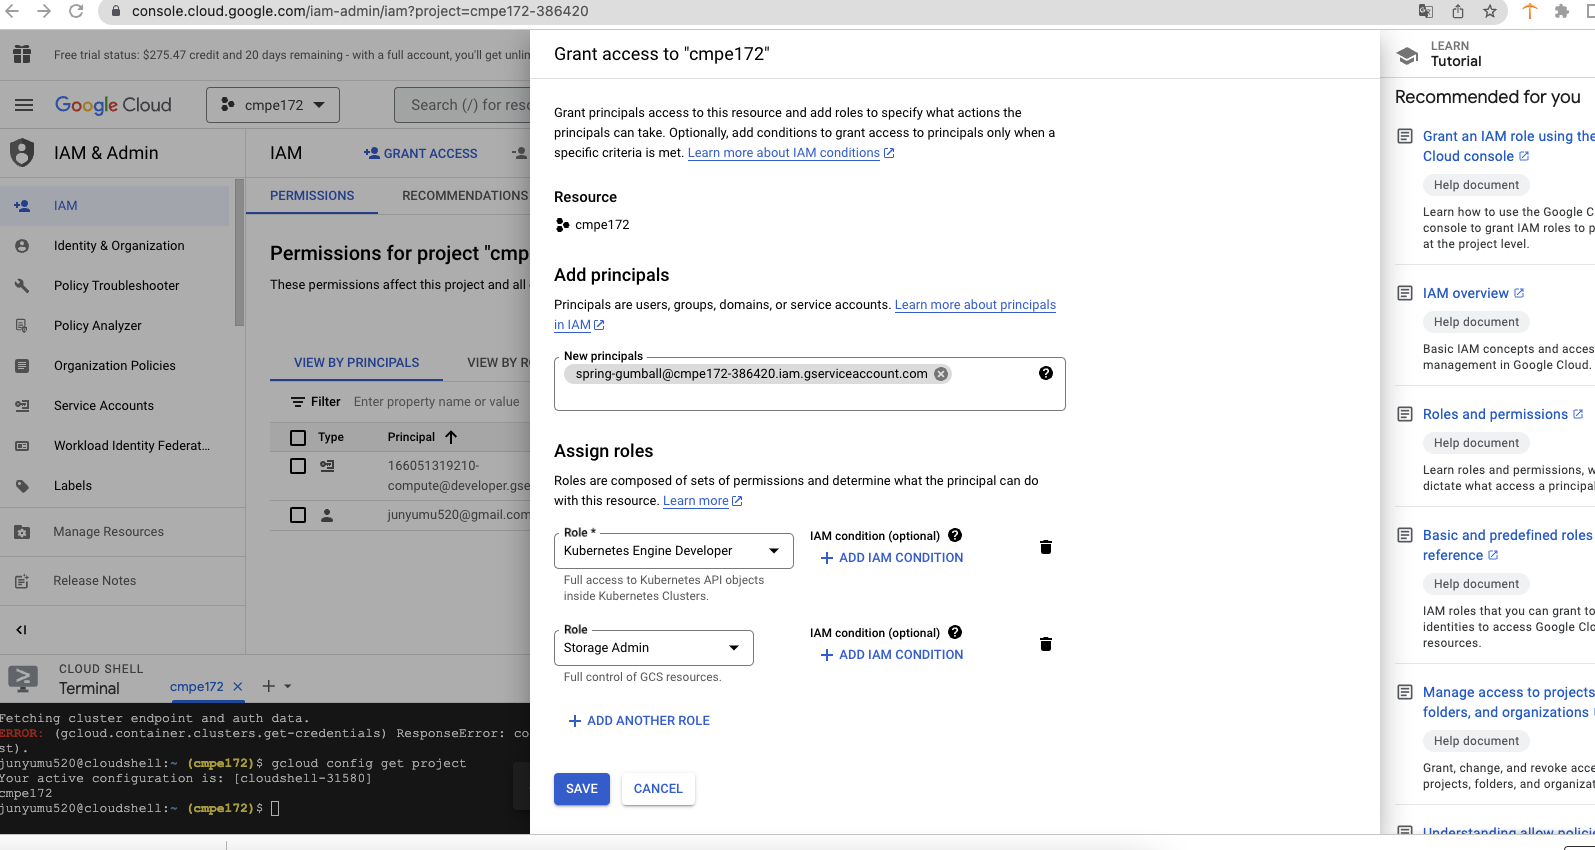 console.cloud.google.com/iam-admin/iam?project=cmpe172-386420
Free trial status: $275.47 credit and 20 days remaining - with a full account, you'll get unlin
Google Cloud
cmpe172
Search (/) for reso
IAM & Admin
IAM
Identity & Organization
Policy Troubleshooter
Policy Analyzer
Organization Policies
Service Accounts
Workload Identity Federat...
Labels
Manage Resources
Release Notes
IAM
GRANT ACCESS
PERMISSIONS
RECOMMENDATIONS
Permissions for project "cmp
These permissions affect this project and all
VIEW BY PRINCIPALS
VIEW BY R
Filter Enter property name or value
Type Principal
166051319210-
compute@developer.gse
junyumu520@gmail.com
CLOUD SHELL
Terminal
cmpe172
Fetching cluster endpoint and auth data.
ERROR: (gcloud.container.clusters.get-credentials) ResponseError: co
st).
junyumu520@cloudshell:~ (cmpe172)$ gcloud config get project
Your active configuration is: [cloudshell-31580]
cmpe172
junyumu520@cloudshell:~ (cmpe172)$
Grant access to "cmpe172"
Grant principals access to this resource and add roles to specify what actions the
principals can take. Optionally, add conditions to grant access to principals only when a
specific criteria is met. Learn more about IAM conditions
Resource
cmpe172
Add principals
Principals are users, groups, domains, or service accounts. Learn more about principals
in IAM
New principals
spring-gumball@cmpe172-386420.iam.gserviceaccount.com
Assign roles
Roles are composed of sets of permissions and determine what the principal can do
with this resource. Learn more
Role *
Kubernetes Engine Developer
Full access to Kubernetes API objects
inside Kubernetes Clusters.
IAM condition (optional)
ADD IAM CONDITION
Role
Storage Admin
Full control of GCS resources.
IAM condition (optional)
ADD IAM CONDITION
ADD ANOTHER ROLE
SAVE
CANCEL
LEARN
Tutorial
Recommended for you
Grant an IAM role using the
Cloud console
Help document
Learn how to use the Google C
console to grant IAM roles to p
at the project level.
IAM overview
Help document
Basic IAM concepts and acces
management in Google Cloud.
Roles and permissions
Help document
Learn roles and permissions, w
dictate what access a principal
Basic and predefined roles
reference
Help document
IAM roles that you can grant to
identities to access Google Clo
resources.
Manage access to projects
folders, and organizations
Help document
Grant, change, and revoke acce
projects, folders, and organizat
Understanding allow policie